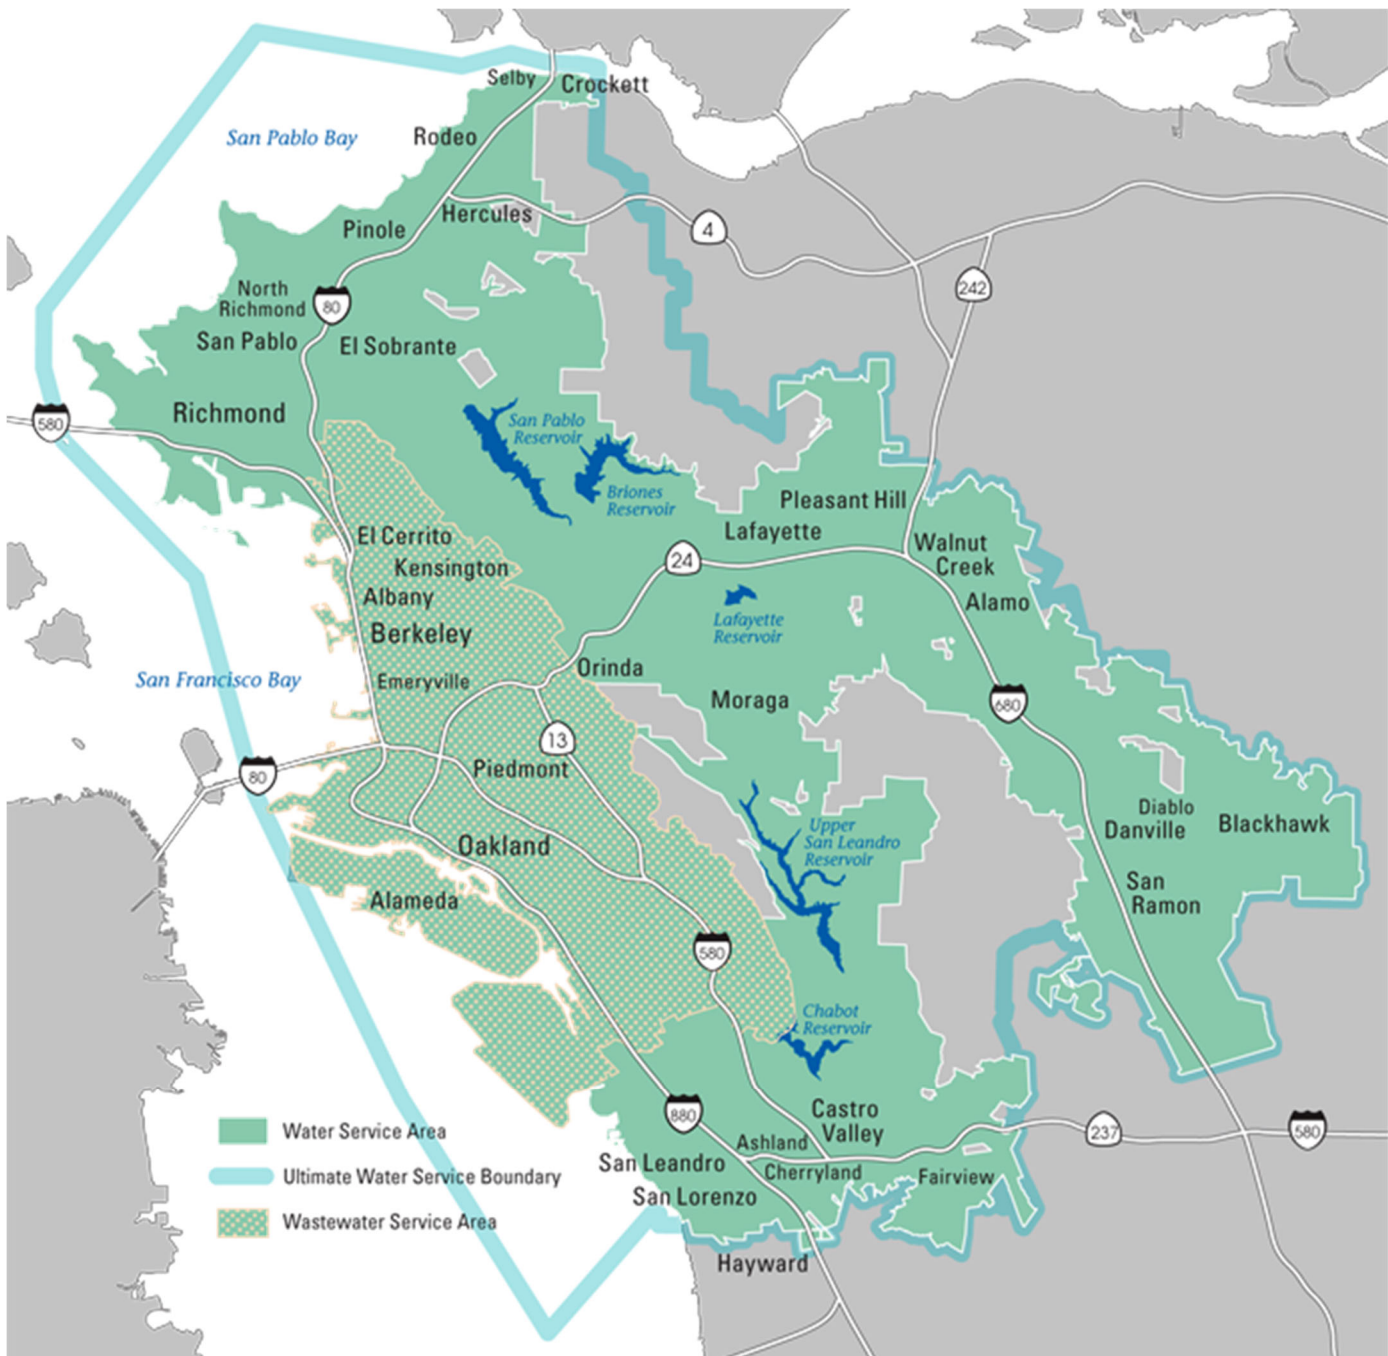 Selby
Crockett
San Pablo Bay
Rodeo
Hercules
Pinole
4
242
North
Richmond
80
San Pablo
El Sobrante
Richmond
580
San Pablo
Reservoir
Briones
Reservoir
Pleasant Hill
Lafayette
El Cerrito
Kensington
24
Walnut
Creek
Albany
Alamo
Berkeley
Lafayette
Reservoir
Orinda
San Francisco Bay
Emeryville
Moraga
680
13
80
Piedmont
Diablo
Danville
Blackhawk
Upper
San Leandro
Reservoir
Oakland
San
Ramon
Alameda
580
Chabot
Reservoir
880
Castro
Valley
237
580
Water Service Area
Ashland
San Leandro
Cherryland
Fairview
Ultimate Water Service Boundary
San Lorenzo
Wastewater Service Area
Hayward